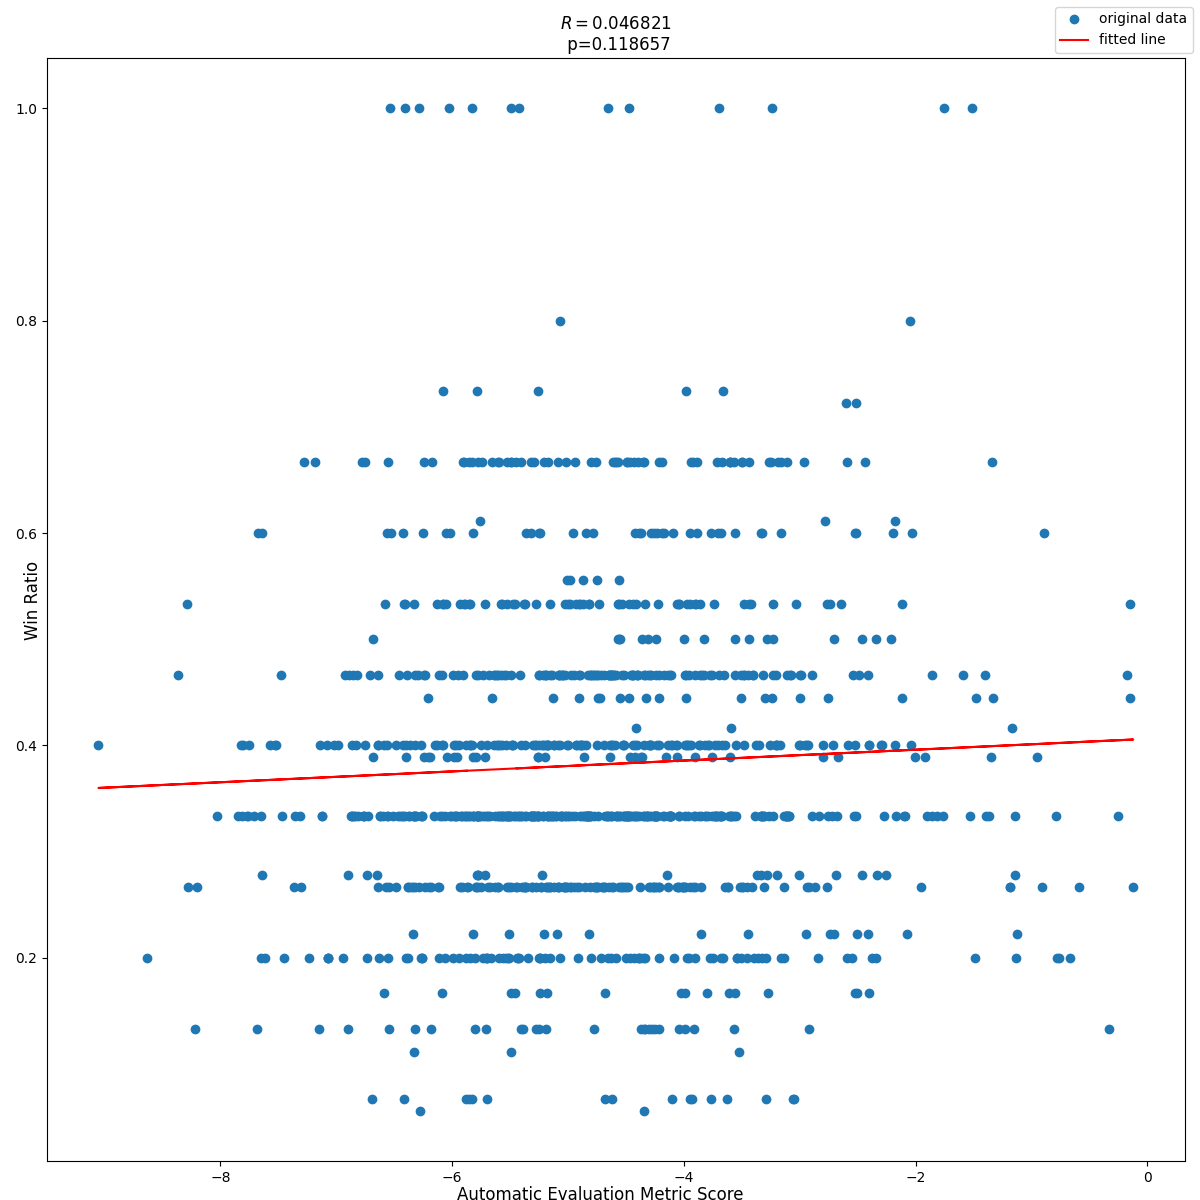 R = 0.046821
p=0.118657
original data
fitted line
1.0
0.8
0.6
0.4
0.2
Win Ratio
−8
−6
−4
−2
0
Automatic Evaluation Metric Score